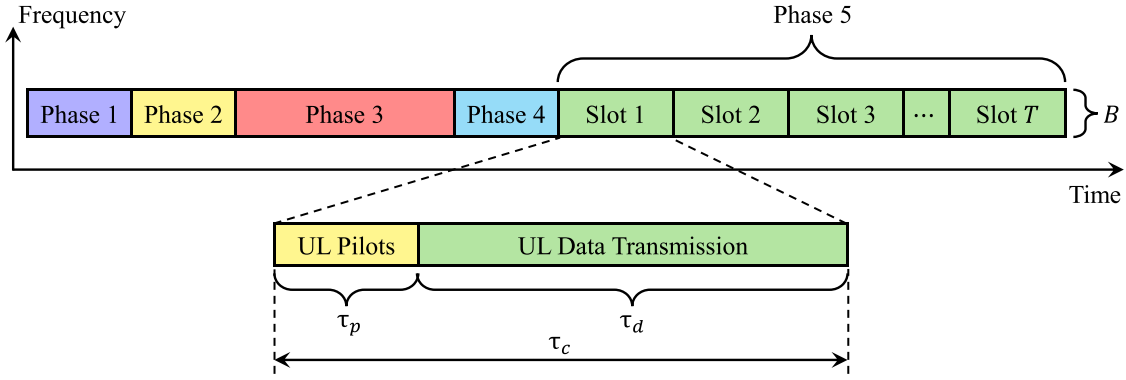 Frequency
Phase 5
Phase 1 Phase 2 Phase 3 Phase 4 Slot 1 Slot 2 Slot 3 ... Slot T B
Time
UL Pilots UL Data Transmission
τp τd
τc